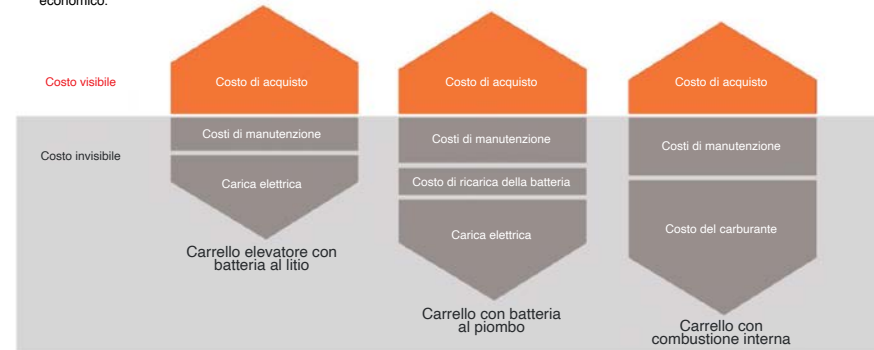 economico.
Costo visibile
Costo di acquisto
Costo di acquisto
Costo di acquisto
Costo invisibile
Costi di manutenzione
Carica elettrica
Carrello elevatore con
batteria al litio
Costi di manutenzione
Costo di ricarica della batteria
Carica elettrica
Carrello con batteria
al piombo
Costi di manutenzione
Costo del carburante
Carrello con
combustione interna